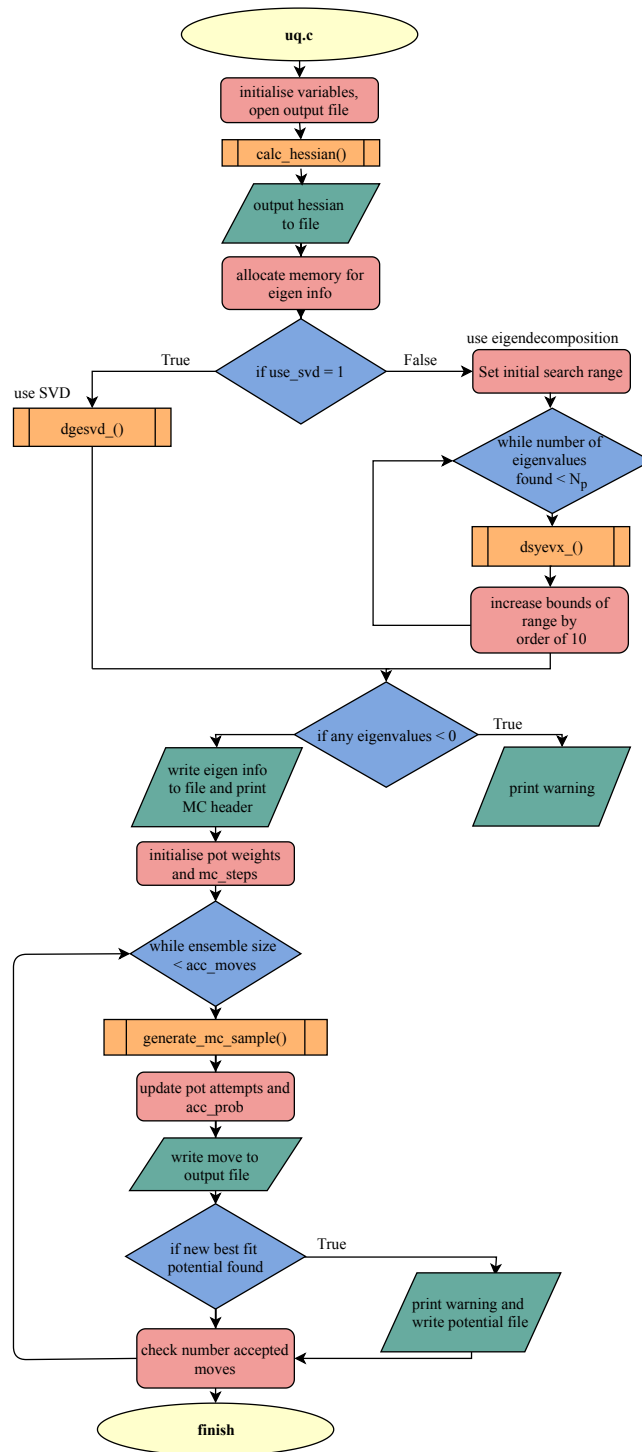 uq.c
initialise variables,
open output file
calc_hessian()
output hessian
to file
allocate memory for
eigen info
if use_svd = 1
True
False
use SVD
dgesvd_()
use eigendecomposition
Set initial search range
while number of
eigenvalues
found < Np
dsyevx_()
increase bounds of
range by
order of 10
if any eigenvalues < 0
True
print warning
write eigen info
to file and print
MC header
initialise pot weights
and mc_steps
while ensemble size
< acc_moves
generate_mc_sample()
update pot attempts and
acc_prob
write move to
output file
if new best fit
potential found
True
print warning and
write potential file
check number accepted
moves
finish